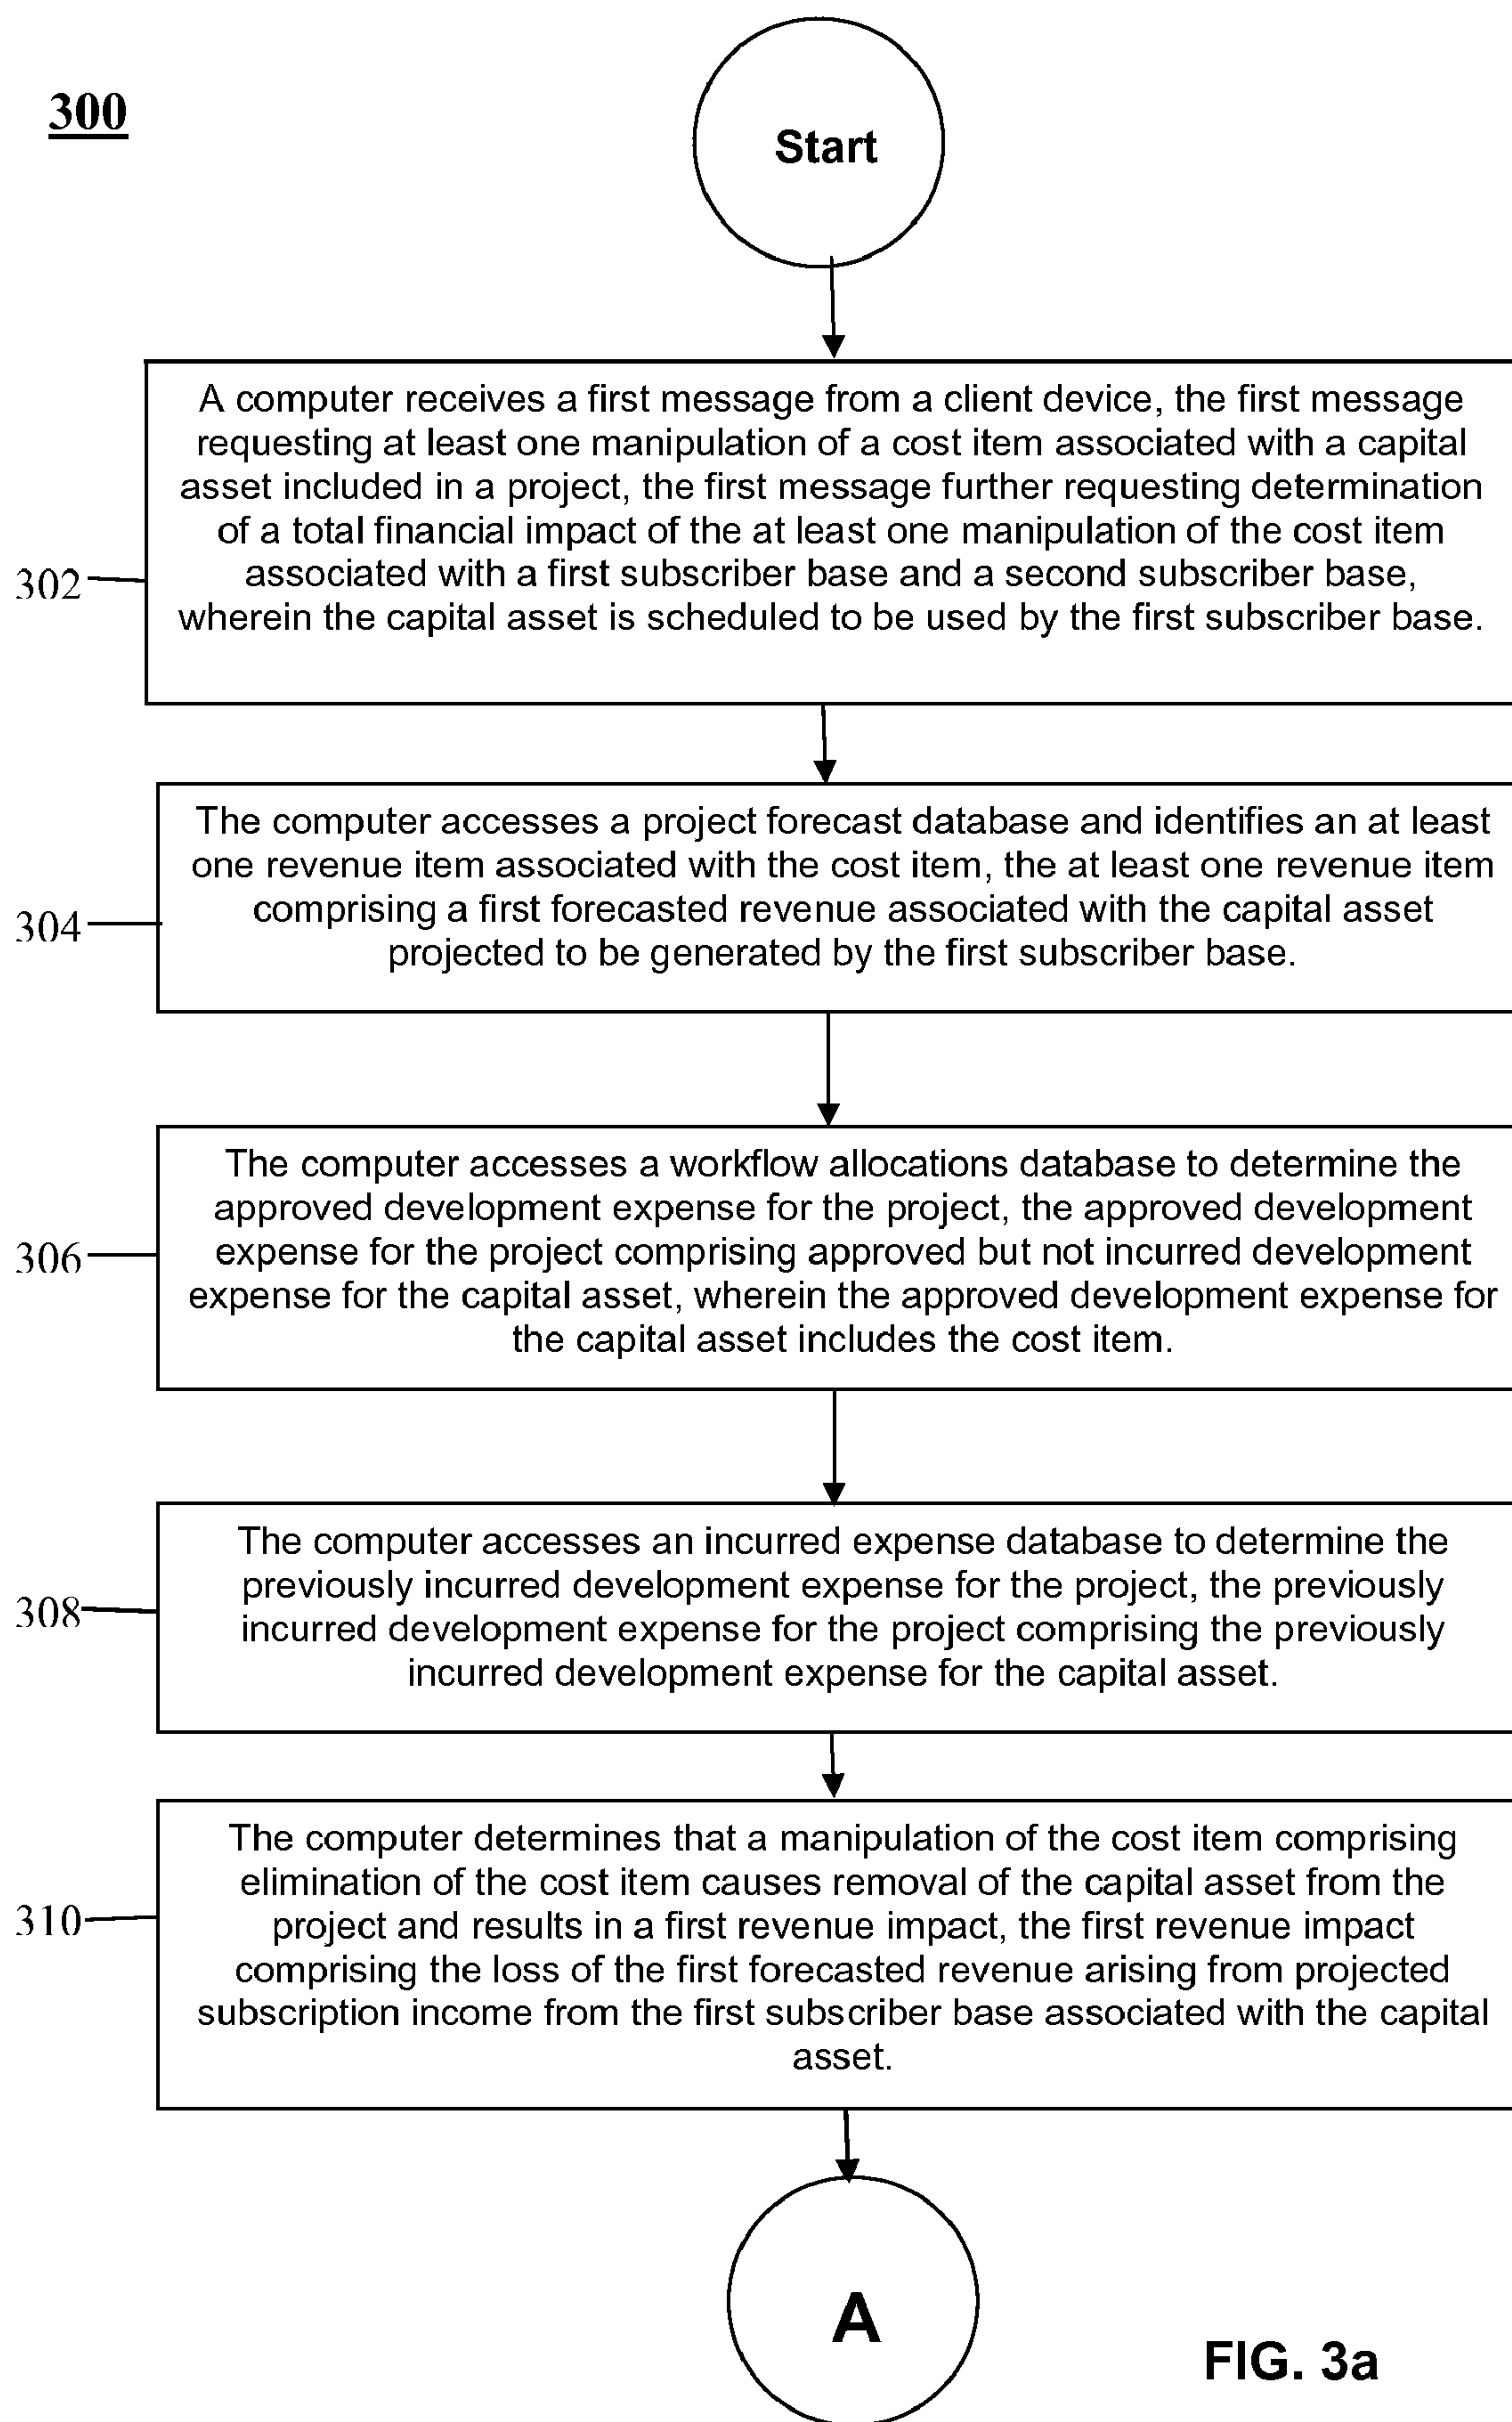 300
Start
A computer receives a first message from a client device, the first message
requesting at least one manipulation of a cost item associated with a capital
asset included in a project, the first message further requesting determination
of a total financial impact of the at least one manipulation of the cost item
associated with a first subscriber base and a second subscriber base,
wherein the capital asset is scheduled to be used by the first subscriber base.
302
The computer accesses a project forecast database and identifies an at least
one revenue item associated with the cost item, the at least one revenue item
comprising a first forecasted revenue associated with the capital asset
projected to be generated by the first subscriber base.
304
The computer accesses a workflow allocations database to determine the
approved development expense for the project, the approved development
expense for the project comprising approved but not incurred development
expense for the capital asset, wherein the approved development expense for
the capital asset includes the cost item.
306
The computer accesses an incurred expense database to determine the
previously incurred development expense for the project, the previously
incurred development expense for the project comprising the previously
incurred development expense for the capital asset.
308
The computer determines that a manipulation of the cost item comprising
elimination of the cost item causes removal of the capital asset from the
project and results in a first revenue impact, the first revenue impact
comprising the loss of the first forecasted revenue arising from projected
subscription income from the first subscriber base associated with the capital
asset.
310
A
FIG. 3a